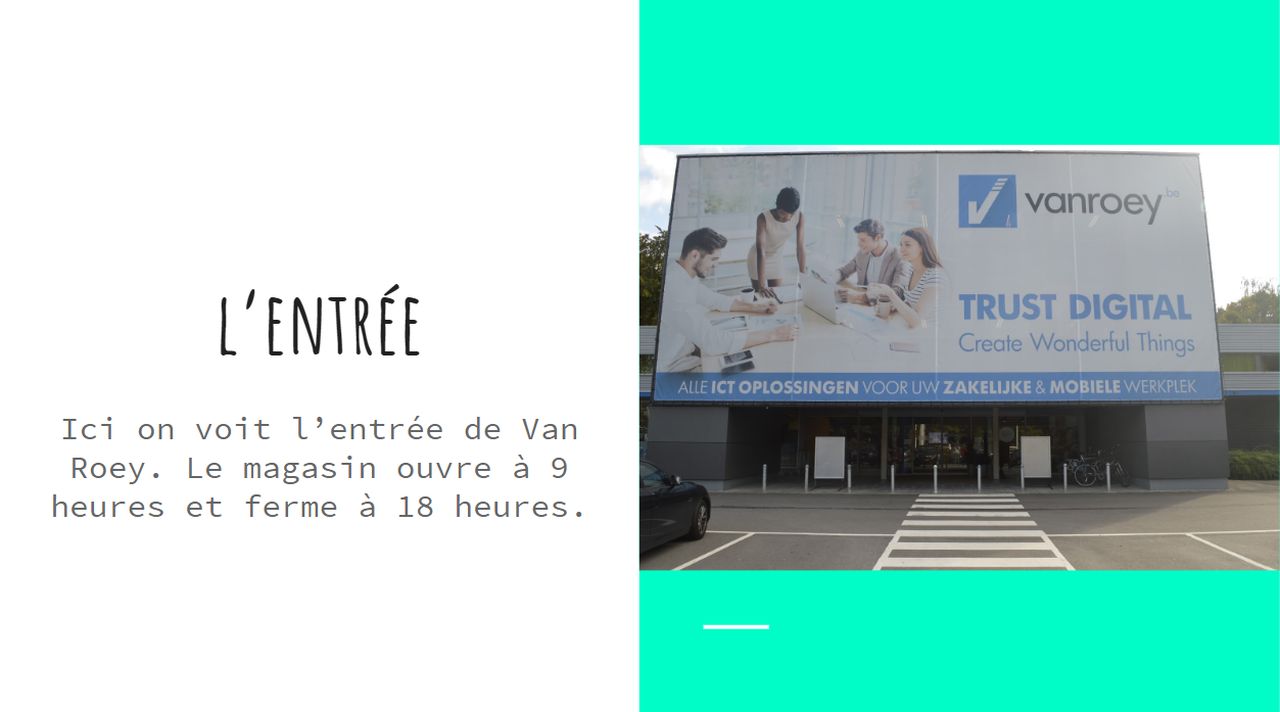 L’ENTRÉE
Ici on voit l’entrée de Van
Roey. Le magasin ouvre à 9
heures et ferme à 18 heures.
vanroey.be
TRUST DIGITAL
Create Wonderful Things
ALLE ICT OPLOSSINGEN VOOR UW ZAKELIJKE & MOBIELE WERKPLEK